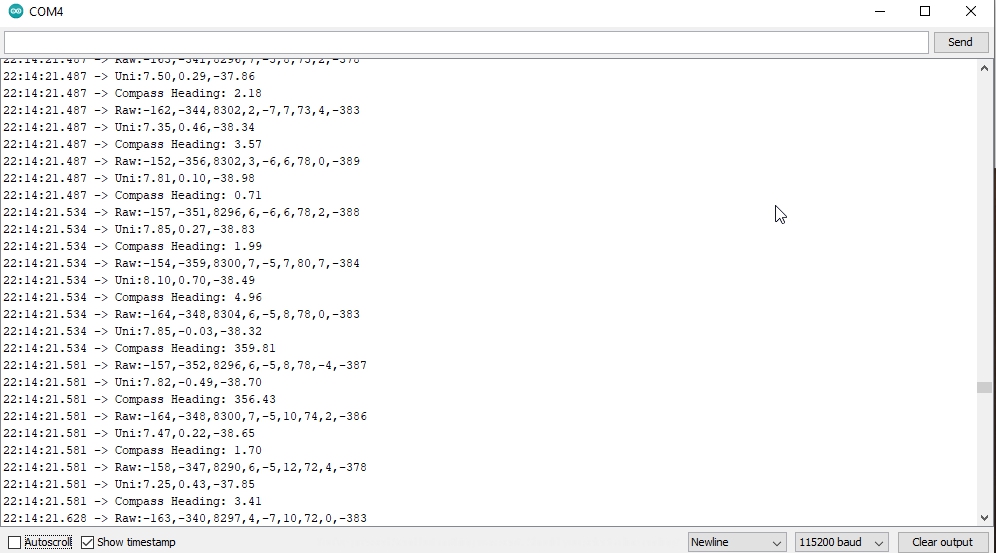 COM4
Send
22:14:21.487 -> Raw:-163,-341,8296,7,-5,8,75,2,-378
22:14:21.487 -> Uni:7.50,0.29,-37.86
22:14:21.487 -> Compass Heading: 2.18
22:14:21.487 -> Raw:-162,-344,8302,2,-7,7,73,4,-383
22:14:21.487 -> Uni:7.35,0.46,-38.34
22:14:21.487 -> Compass Heading: 3.57
22:14:21.487 -> Raw:-152,-356,8302,3,-6,6,78,0,-389
22:14:21.487 -> Uni:7.81,0.10,-38.98
22:14:21.487 -> Compass Heading: 0.71
22:14:21.534 -> Raw:-157,-351,8296,6,-6,6,78,2,-388
22:14:21.534 -> Uni:7.85,0.27,-38.83
22:14:21.534 -> Compass Heading: 1.99
22:14:21.534 -> Raw:-154,-359,8300,7,-5,7,80,7,-384
22:14:21.534 -> Uni:8.10,0.70,-38.49
22:14:21.534 -> Compass Heading: 4.96
22:14:21.534 -> Raw:-164,-348,8304,6,-5,8,78,0,-383
22:14:21.534 -> Uni:7.85,-0.03,-38.32
22:14:21.534 -> Compass Heading: 359.81
22:14:21.581 -> Raw:-157,-352,8296,6,-5,8,78,-4,-387
22:14:21.581 -> Uni:7.82,-0.49,-38.70
22:14:21.581 -> Compass Heading: 356.43
22:14:21.581 -> Raw:-164,-348,8300,7,-5,10,74,2,-386
22:14:21.581 -> Uni:7.47,0.22,-38.65
22:14:21.581 -> Compass Heading: 1.70
22:14:21.581 -> Raw:-158,-347,8290,6,-5,12,72,4,-378
22:14:21.581 -> Uni:7.25,0.43,-37.85
22:14:21.581 -> Compass Heading: 3.41
22:14:21.628 -> Raw:-163,-340,8297,4,-7,10,72,0,-383
Autoscroll Show timestamp Newline 115200 baud Clear output